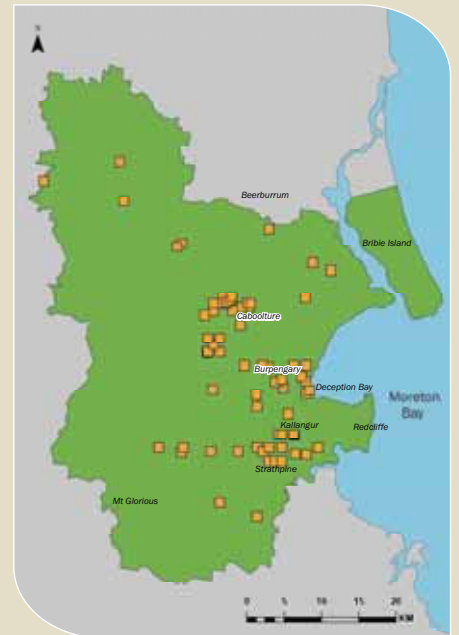 N
Beerburrum
Bribie Island
Caboolture
Burpengary
Deception Bay
Moreton
Bay
Kallangur
Redcliffe
Strathpine
Mt Glorious
0 5 10 15 20
KM